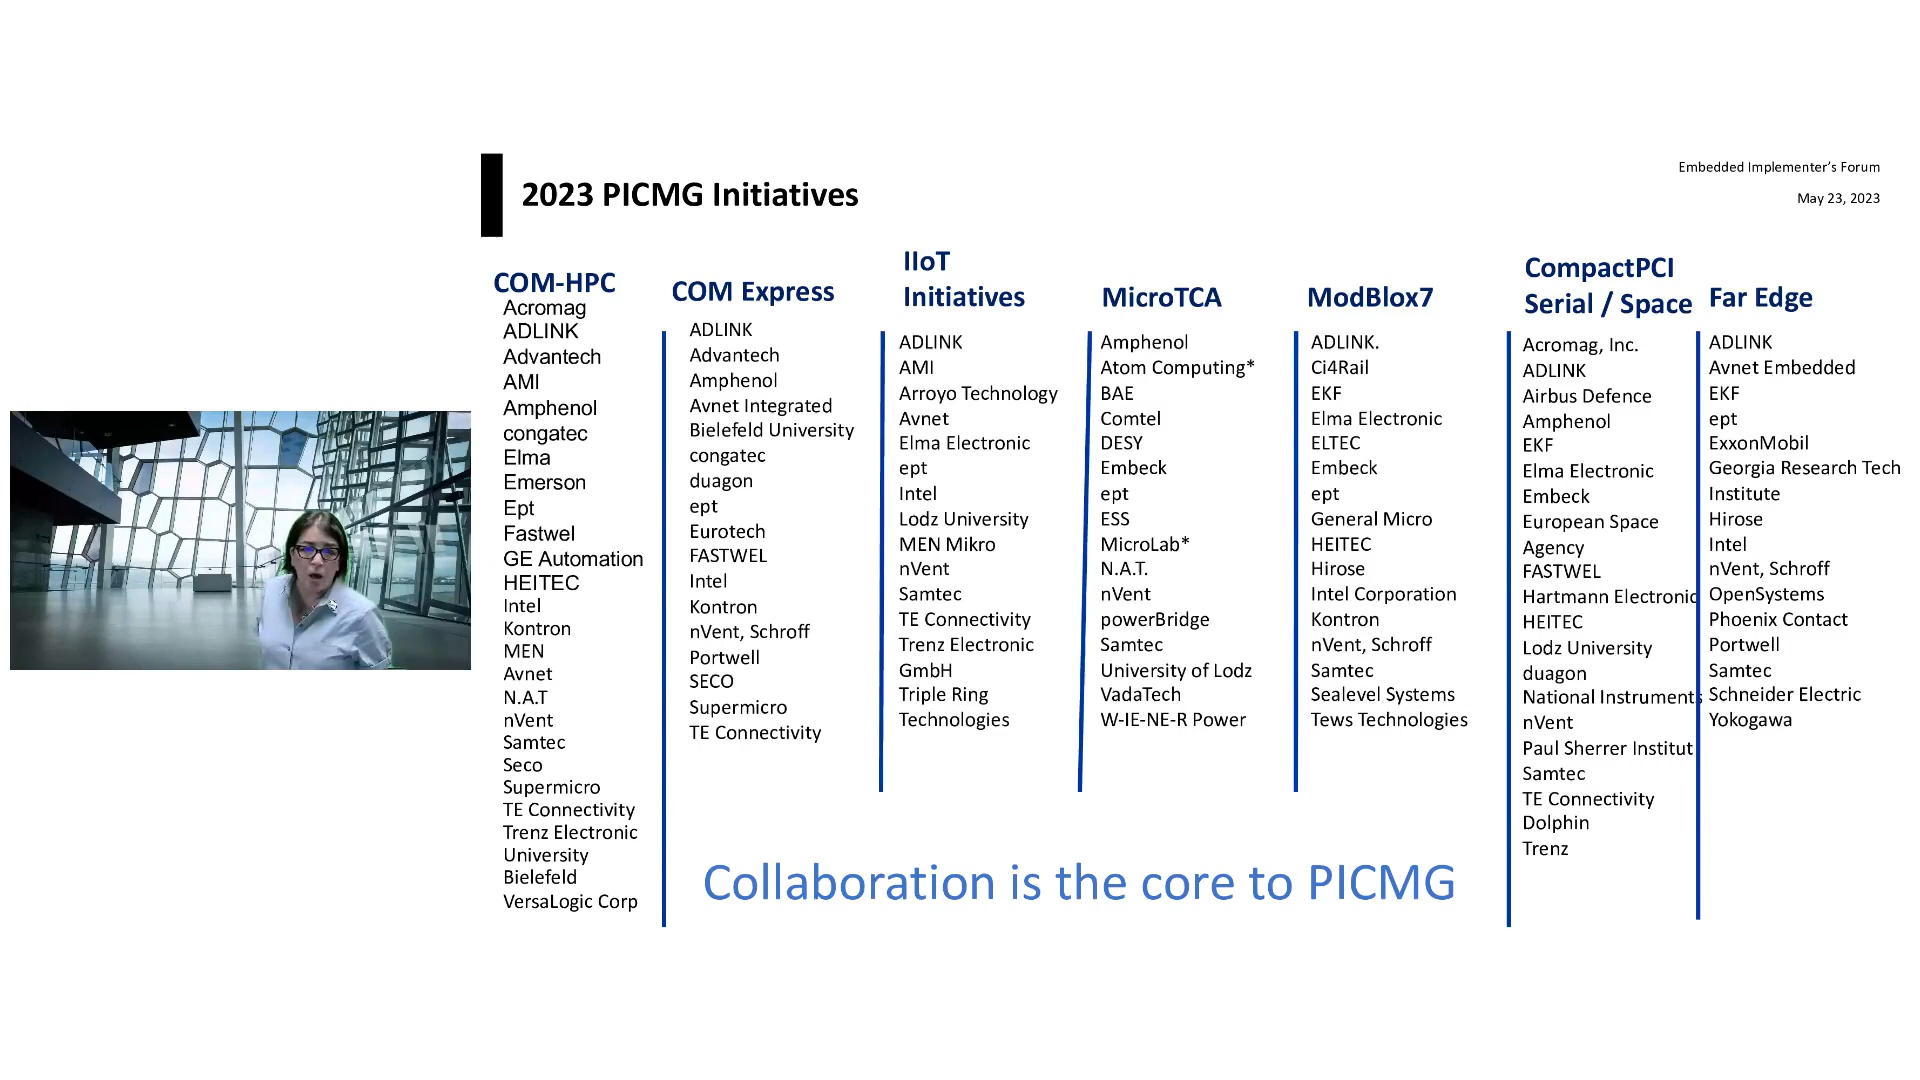 2023 PICMG Initiatives
Embedded Implementer’s Forum
May 23, 2023
COM-HPC
Acromag
ADLINK
Advantech
AMI
Amphenol
congatec
Elma
Emerson
Ept
Fastwel
GE Automation
HEITEC
Intel
Kontron
MEN
Avnet
N.A.T
nVent
Samtec
Seco
Supermicro
TE Connectivity
Trenz Electronic
University
Bielefeld
VersaLogic Corp
COM Express
ADLINK
Advantech
Amphenol
Avnet Integrated
Bielefeld University
congatec
duagon
ept
Eurotech
FASTWEL
Intel
Kontron
nVent, Schroff
Portwell
SECO
Supermicro
TE Connectivity
IIoT
Initiatives
ADLINK
AMI
Arroyo Technology
Avnet
Elma Electronic
ept
Intel
Lodz University
MEN Mikro
nVent
Samtec
TE Connectivity
Trenz Electronic
GmbH
Triple Ring
Technologies
MicroTCA
Amphenol
Atom Computing*
BAE
Comtel
DESY
Embeck
ept
ESS
MicroLab*
N.A.T.
nVent
powerBridge
Samtec
University of Lodz
VadaTech
W-IE-NE-R Power
ModBlox7
ADLINK.
Ci4Rail
EKF
Elma Electronic
ELTEC
Embeck
ept
General Micro
HEITEC
Hirose
Intel Corporation
Kontron
nVent, Schroff
Samtec
Sealevel Systems
Tews Technologies
CompactPCI
Serial / Space
Acromag, Inc.
ADLINK
Airbus Defence
Amphenol
EKF
Elma Electronic
Embeck
European Space
Agency
FASTWEL
Hartmann Electronic
HEITEC
Lodz University
duagon
National Instruments
nVent
Paul Sherrer Institut
Samtec
TE Connectivity
Dolphin
Trenz
Far Edge
ADLINK
Avnet Embedded
EKF
ept
ExxonMobil
Georgia Research Tech
Institute
Hirose
Intel
nVent, Schroff
OpenSystems
Phoenix Contact
Portwell
Samtec
Schneider Electric
Yokogawa
Collaboration is the core to PICMG